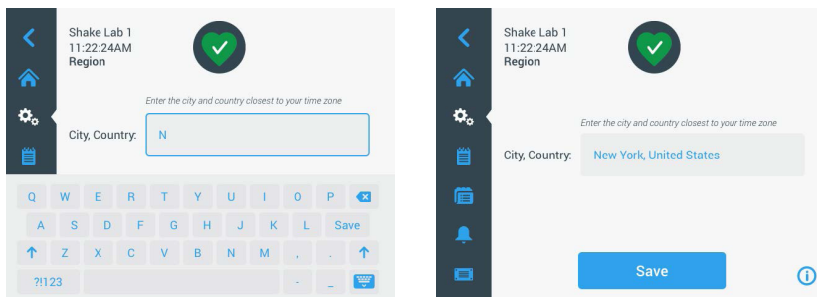 Shake Lab 1
11:22:24AM
Region
Enter the city and country closest to your time zone
City, Country: N
Q W E R T Y U I O P
A S D F G H J K L Save
Z X C V B N M , .
?!123 - _
Shake Lab 1
11:22:24AM
Region
Enter the city and country closest to your time zone
City, Country: New York, United States
Save